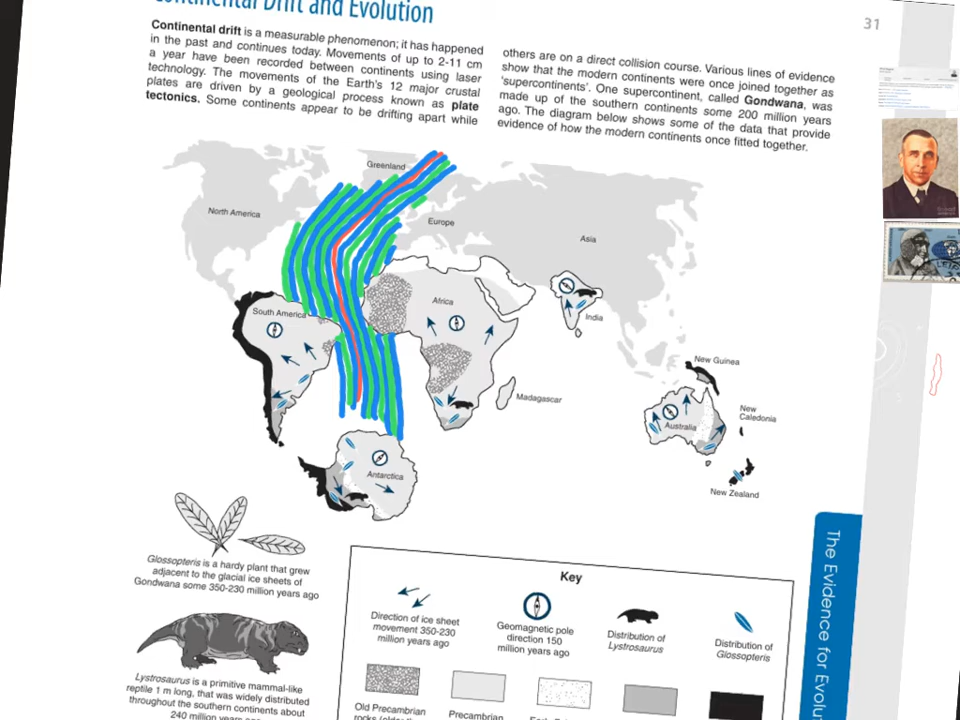 Continental Drift and Evolution
31
Continental drift is a measurable phenomenon; it has happened
in the past and continues today. Movements of up to 2-11 cm
a year have been recorded between continents using laser
technology. The movements of the Earth's 12 major crustal
plates are driven by a geological process known as plate
tectonics. Some continents appear to be drifting apart while
others are on a direct collision course. Various lines of evidence
show that the modern continents were once joined together as
'supercontinents'. One supercontinent, called Gondwana, was
made up of the southern continents some 200 million years
ago. The diagram below shows some of the data that provide
evidence of how the modern continents once fitted together.
Greenland
North America
Europe
Asia
South America
Africa
India
Madagascar
New Guinea
New
Caledonia
Australia
Antarctica
New Zealand
Glossopteris is a hardy plant that grew
adjacent to the glacial ice sheets of
Gondwana some 350-230 million years ago
Lystrosaurus is a primitive mammal-like
reptile 1 m long, that was widely distributed
throughout the southern continents about
240 million years
Key
Direction of ice sheet
movement 350-230
million years ago
Geomagnetic pole
direction 150
million years ago
Distribution of
Lystrosaurus
Distribution of
Glossopteris
Old Precambrian
Precambrian
The Evidence for Evolu